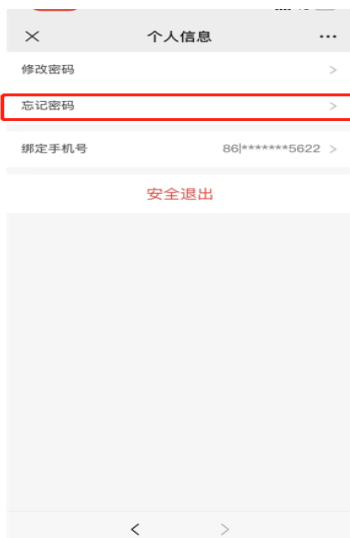 个人信息
修改密码
忘记密码
绑定手机号 86|*******5622
安全退出